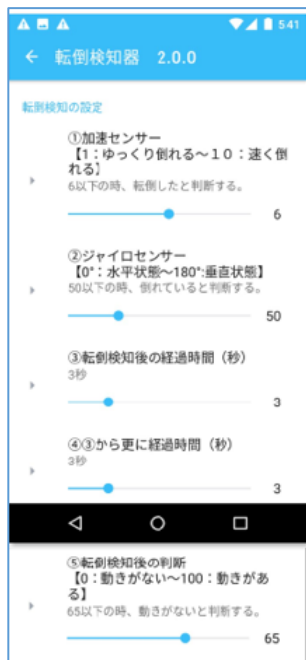 5:41
転倒検知器 2.0.0
転倒検知の設定
①加速センサー
【1：ゆっくり倒れる～１０：速く倒
れる】
6以下の時、転倒したと判断する。
6
②ジャイロセンサー
【0°：水平状態～180°:垂直状態】
50以下の時、倒れていると判断する。
50
③転倒検知後の経過時間（秒）
3秒
3
④③から更に経過時間（秒）
3秒
3
⑤転倒検知後の判断
【0：動きがない～100：動きがあ
る】
65以下の時、動きがないと判断する。
65